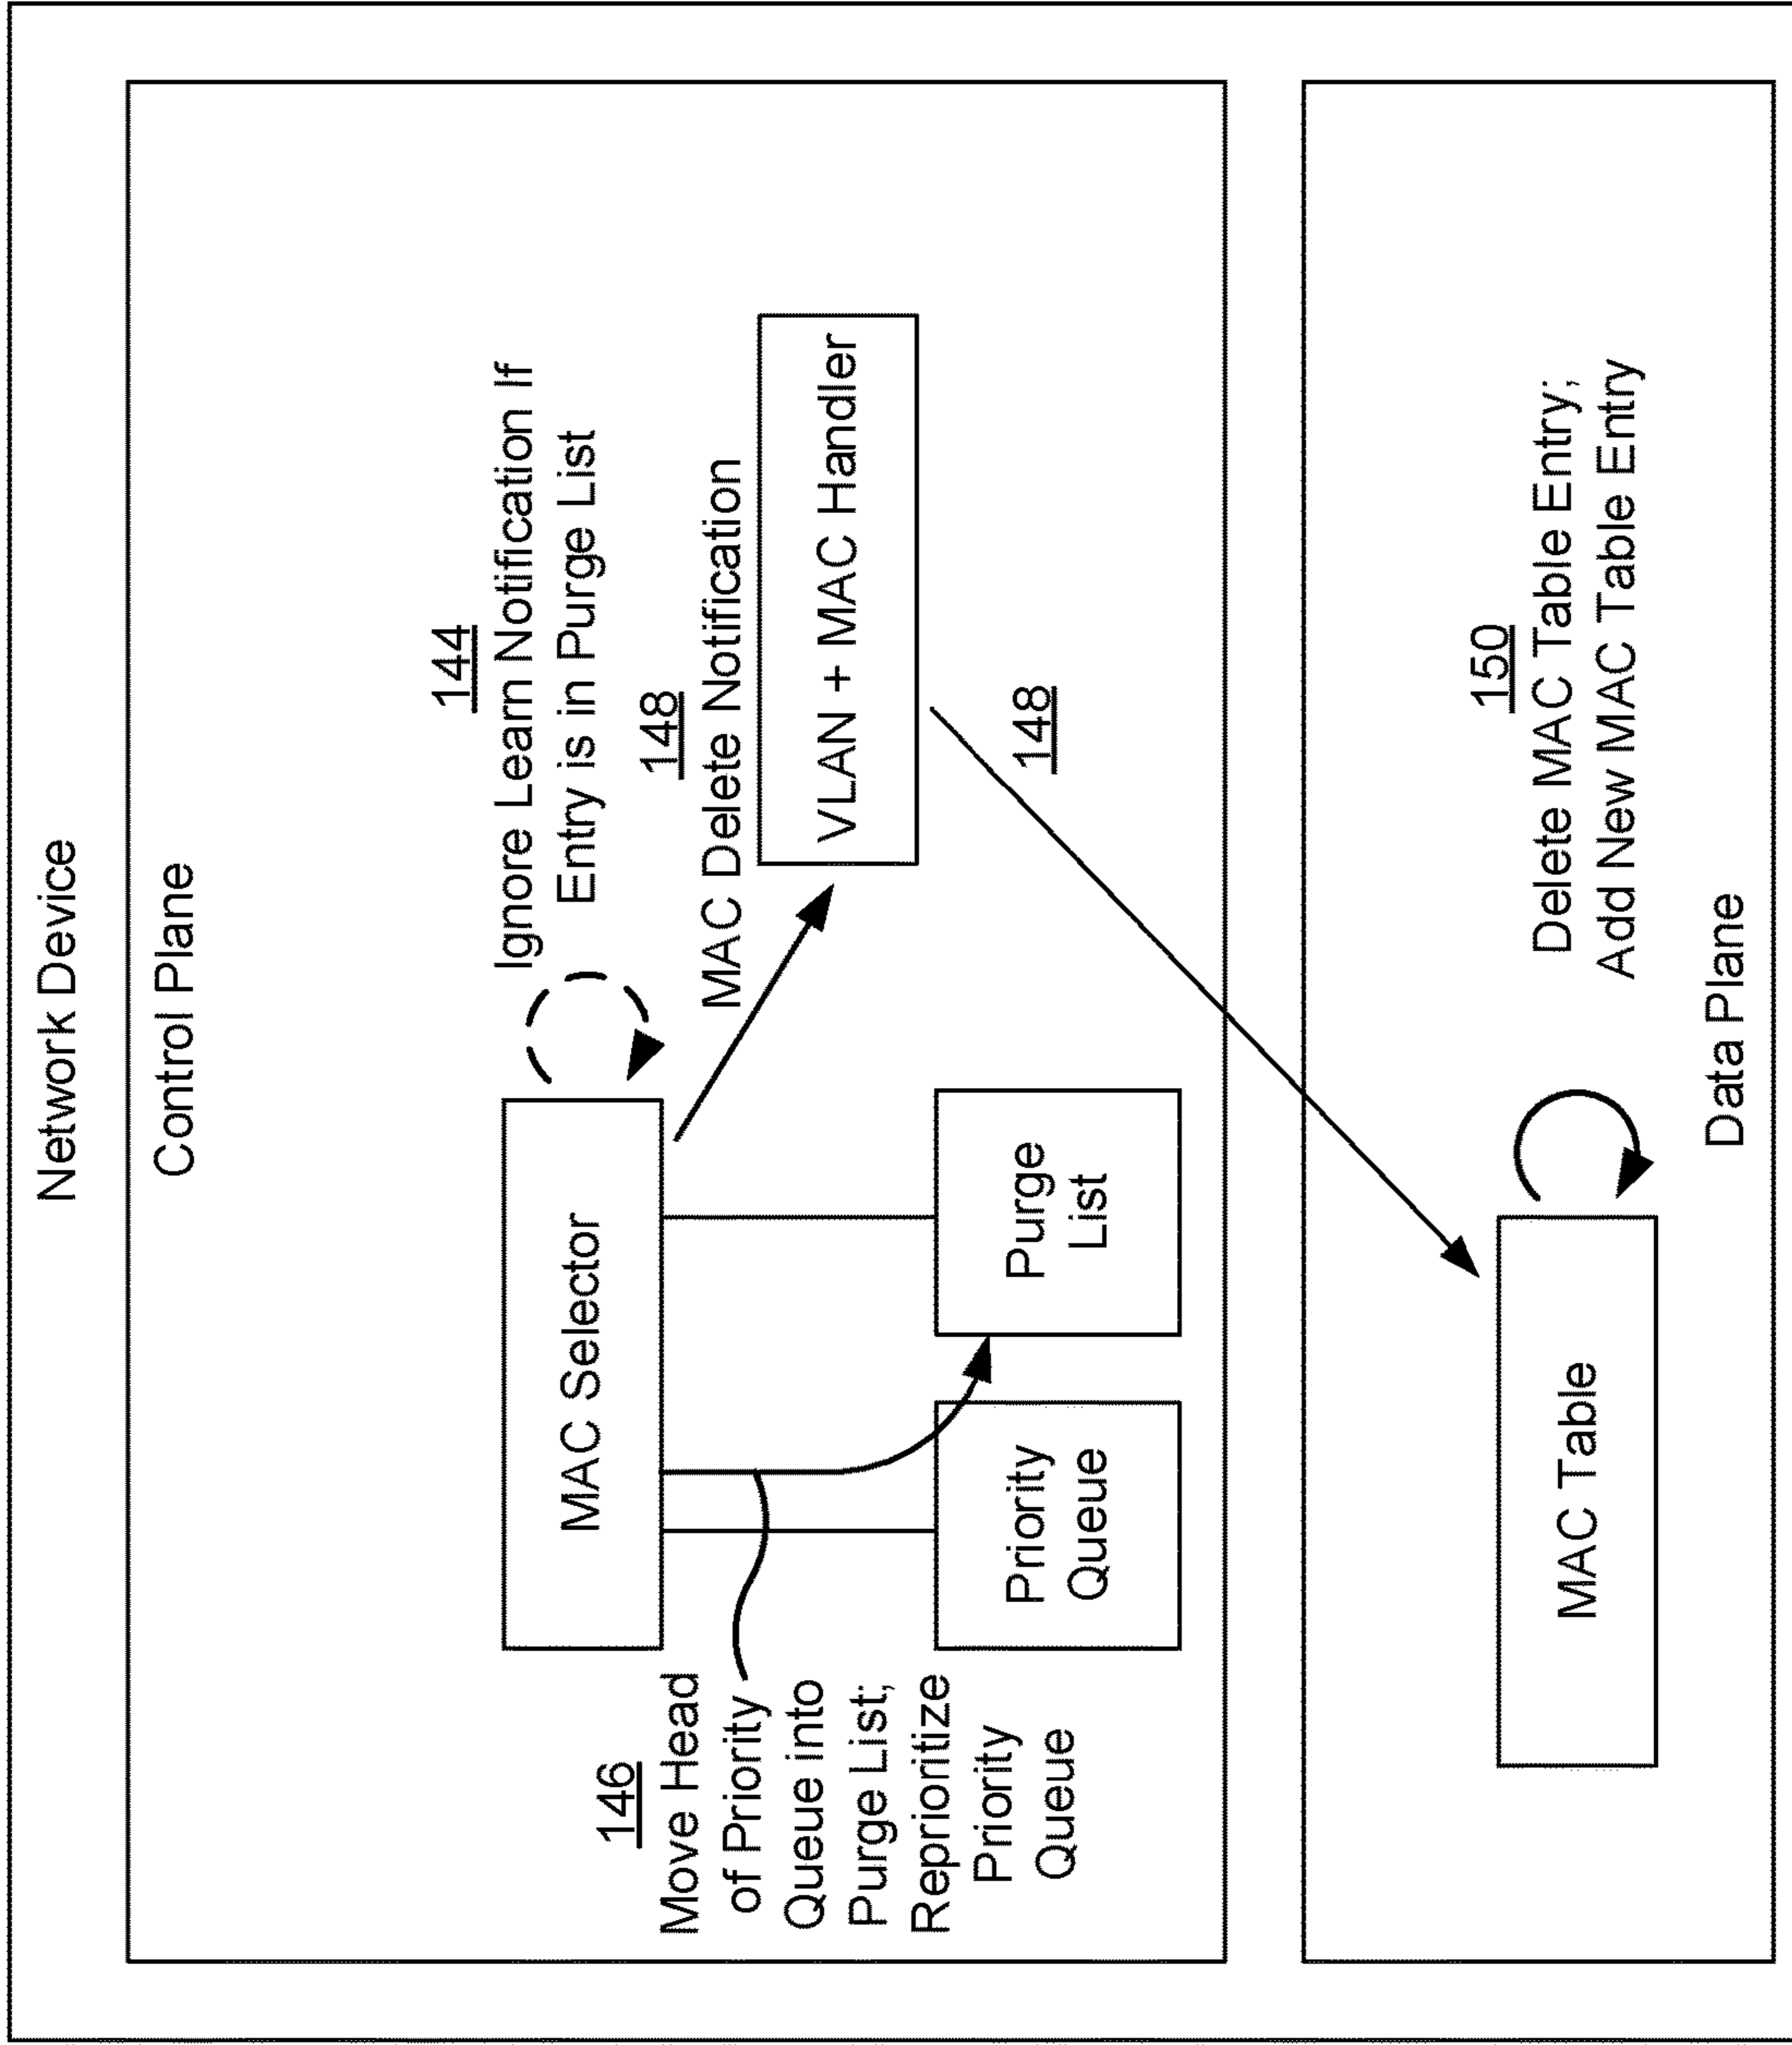 Network Device
Control Plane
144
Ignore Learn Notification If
Entry is in Purge List
148
MAC Delete Notification
MAC Selector
VLAN + MAC Handler
146
Move Head
of Priority
Queue into
Purge List;
Reprioritize
Priority
Queue
Priority
Queue
Purge
List
148
150
Delete MAC Table Entry;
Add New MAC Table Entry
MAC Table
Data Plane